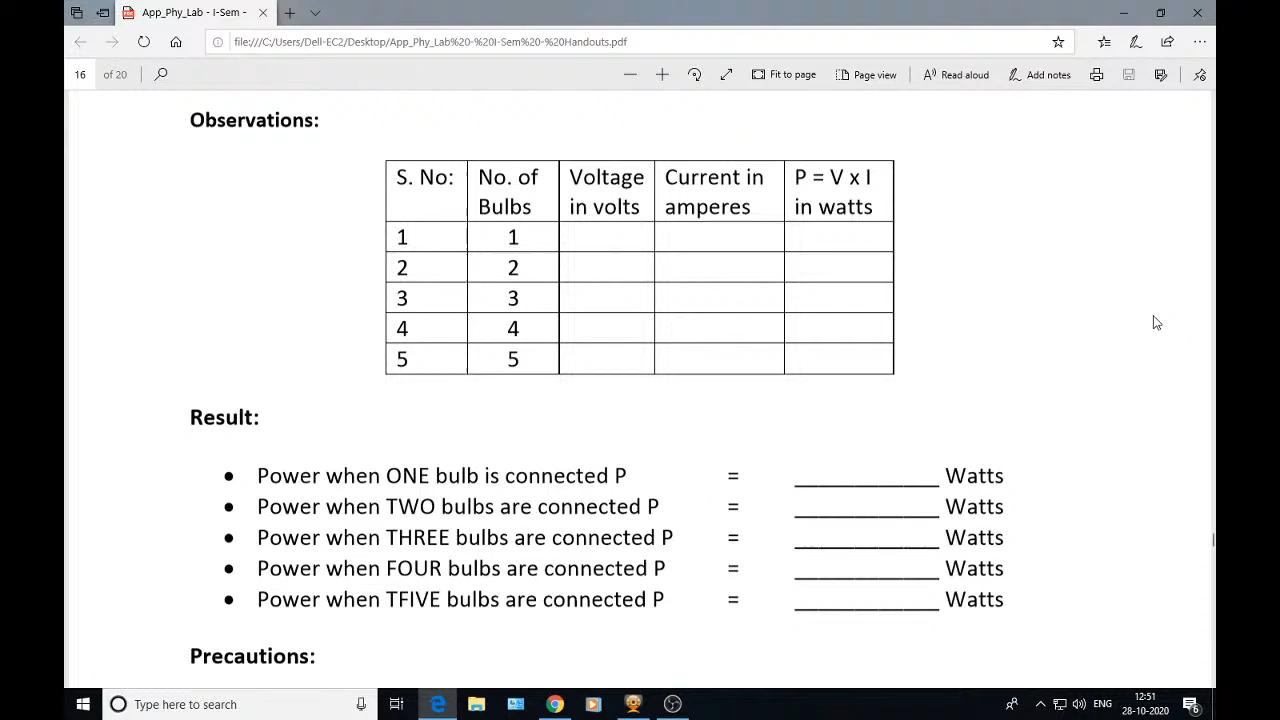 App_Phy_Lab - I-Sem -
file:///C:/Users/Dell-EC2/Desktop/App_Phy_Lab%20-%20I-Sem%20-%20Handouts.pdf
16 of 20 Fit to page Page view Read aloud Add notes
Observations:
S. No: No. of Bulbs Voltage in volts Current in amperes P = V x I in watts
1 1
2 2
3 3
4 4
5 5
Result:
• Power when ONE bulb is connected P = ____________ Watts
• Power when TWO bulbs are connected P = ____________ Watts
• Power when THREE bulbs are connected P = ____________ Watts
• Power when FOUR bulbs are connected P = ____________ Watts
• Power when TFIVE bulbs are connected P = ____________ Watts
Precautions:
Type here to search ENG 12:51
28-10-2020